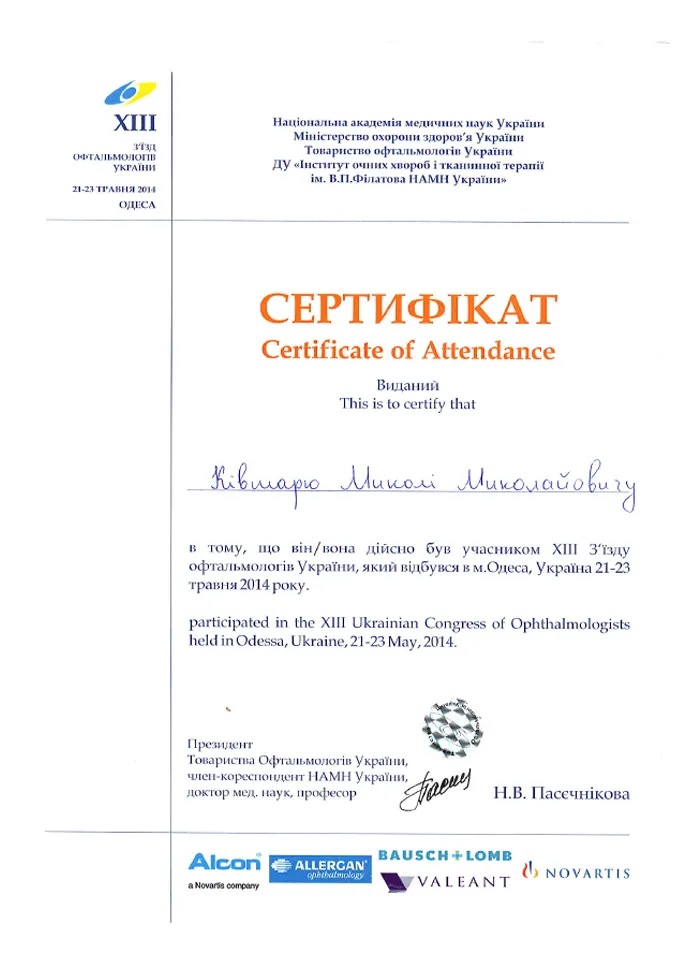 XIII
З'ЇЗД
ОФТАЛЬМОЛОГІВ
УКРАЇНИ
21-23 ТРАВНЯ 2014
ОДЕСА
Національна академія медичних наук України
Міністерство охорони здоров'я України
Товариство офтальмологів України
ДУ «Інститут очних хвороб і тканинної терапії
ім. В.П.Філатова НАМН України»
СЕРТИФІКАТ
Certificate of Attendance
Виданий
This is to certify that
Ківшарю Миколі Миколайовичу
в тому, що він/вона дійсно був учасником XIII З'їзду
офтальмологів України, який відбувся в м.Одеса, Україна 21-23
травня 2014 року.
participated in the XIII Ukrainian Congress of Ophthalmologists
held in Odessa, Ukraine, 21-23 May, 2014.
Президент
Товариства Офтальмологів України,
член-кореспондент НАМН України,
доктор мед. наук, професор
Н.В. Пасєчнікова
Alcon
a Novartis company
ALLERGAN
ophthalmology
BAUSCH+LOMB
VALEANT
NOVARTIS